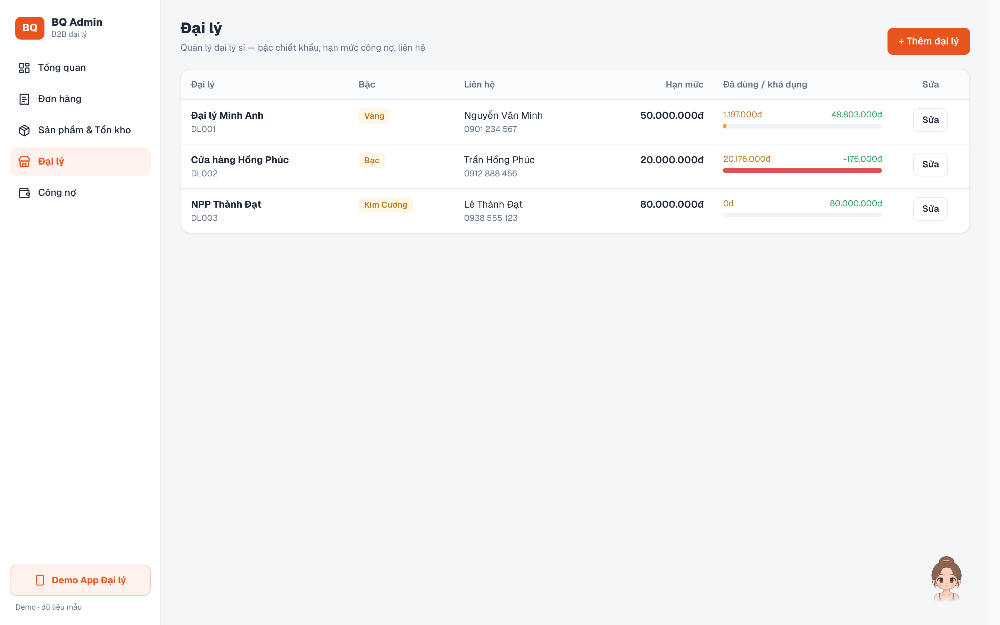 BQ
BQ Admin
B2B đại lý
Tổng quan
Đơn hàng
Sản phẩm & Tồn kho
Đại lý
Công nợ
Demo App Đại lý
Demo · dữ liệu mẫu
Đại lý
Quản lý đại lý sỉ — bậc chiết khấu, hạn mức công nợ, liên hệ
+ Thêm đại lý
Đại lý Bậc Liên hệ Hạn mức Đã dùng / khả dụng Sửa
Đại lý Minh Anh Vàng Nguyễn Văn Minh 50.000.000đ 1.197.000đ 48.803.000đ Sửa
DL001 0901 234 567
Cửa hàng Hồng Phúc Bạc Trần Hồng Phúc 20.000.000đ 20.176.000đ -176.000đ Sửa
DL002 0912 888 456
NPP Thành Đạt Kim Cương Lê Thành Đạt 80.000.000đ 0đ 80.000.000đ Sửa
DL003 0938 555 123